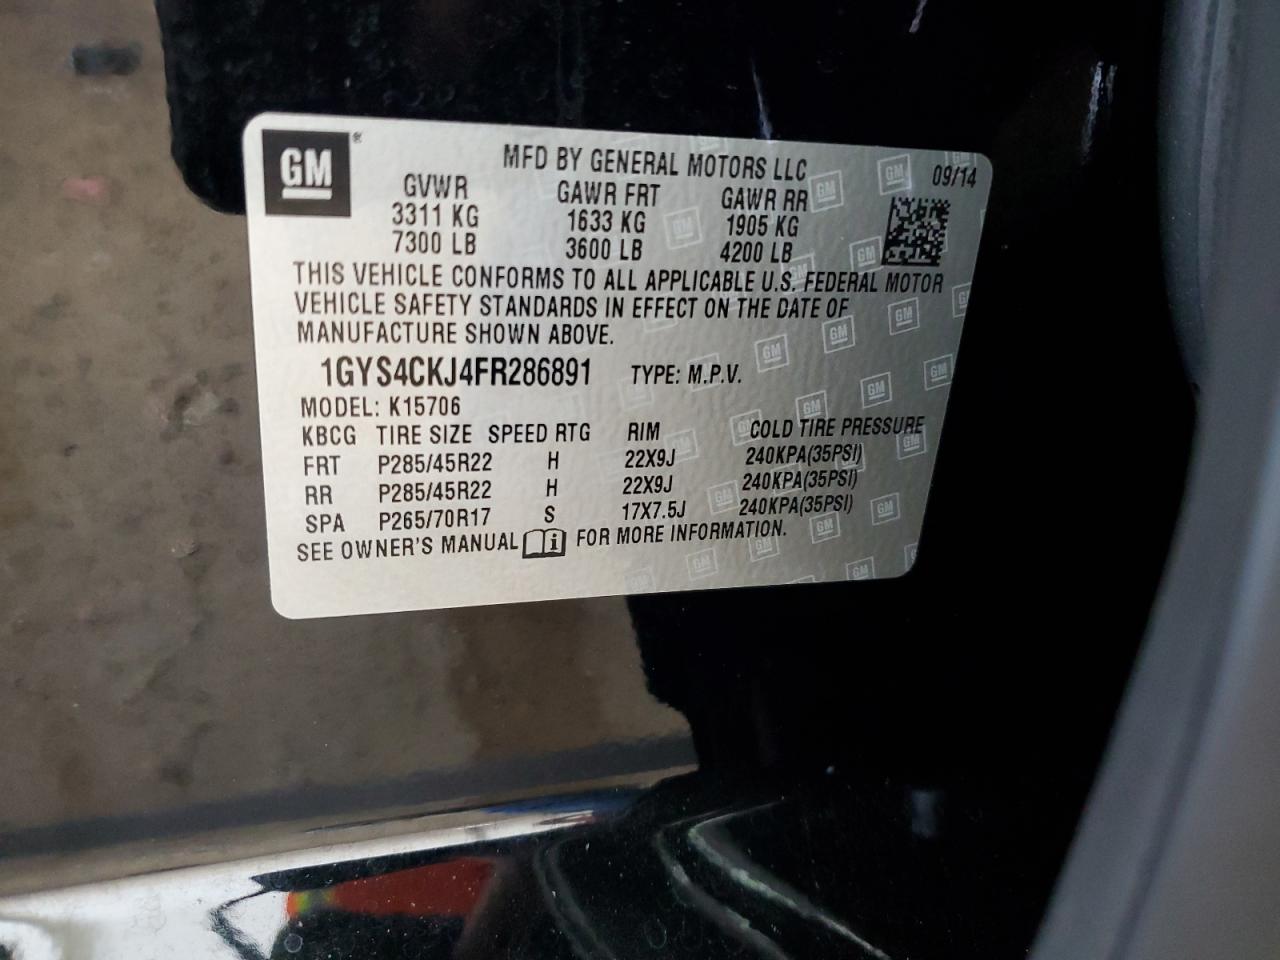 GM®
MFD BY GENERAL MOTORS LLC 09/14
GVWR GAWR FRT GAWR RR
3311 KG 1633 KG 1905 KG
7300 LB 3600 LB 4200 LB
THIS VEHICLE CONFORMS TO ALL APPLICABLE U.S. FEDERAL MOTOR
VEHICLE SAFETY STANDARDS IN EFFECT ON THE DATE OF
MANUFACTURE SHOWN ABOVE.
1GYS4CKJ4FR286891 TYPE: M.P.V.
MODEL: K15706
KBCG TIRE SIZE SPEED RTG RIM COLD TIRE PRESSURE
FRT P285/45R22 H 22X9J 240KPA(35PSI)
RR P285/45R22 H 22X9J 240KPA(35PSI)
SPA P265/70R17 S 17X7.5J 240KPA(35PSI)
SEE OWNER'S MANUAL i FOR MORE INFORMATION.